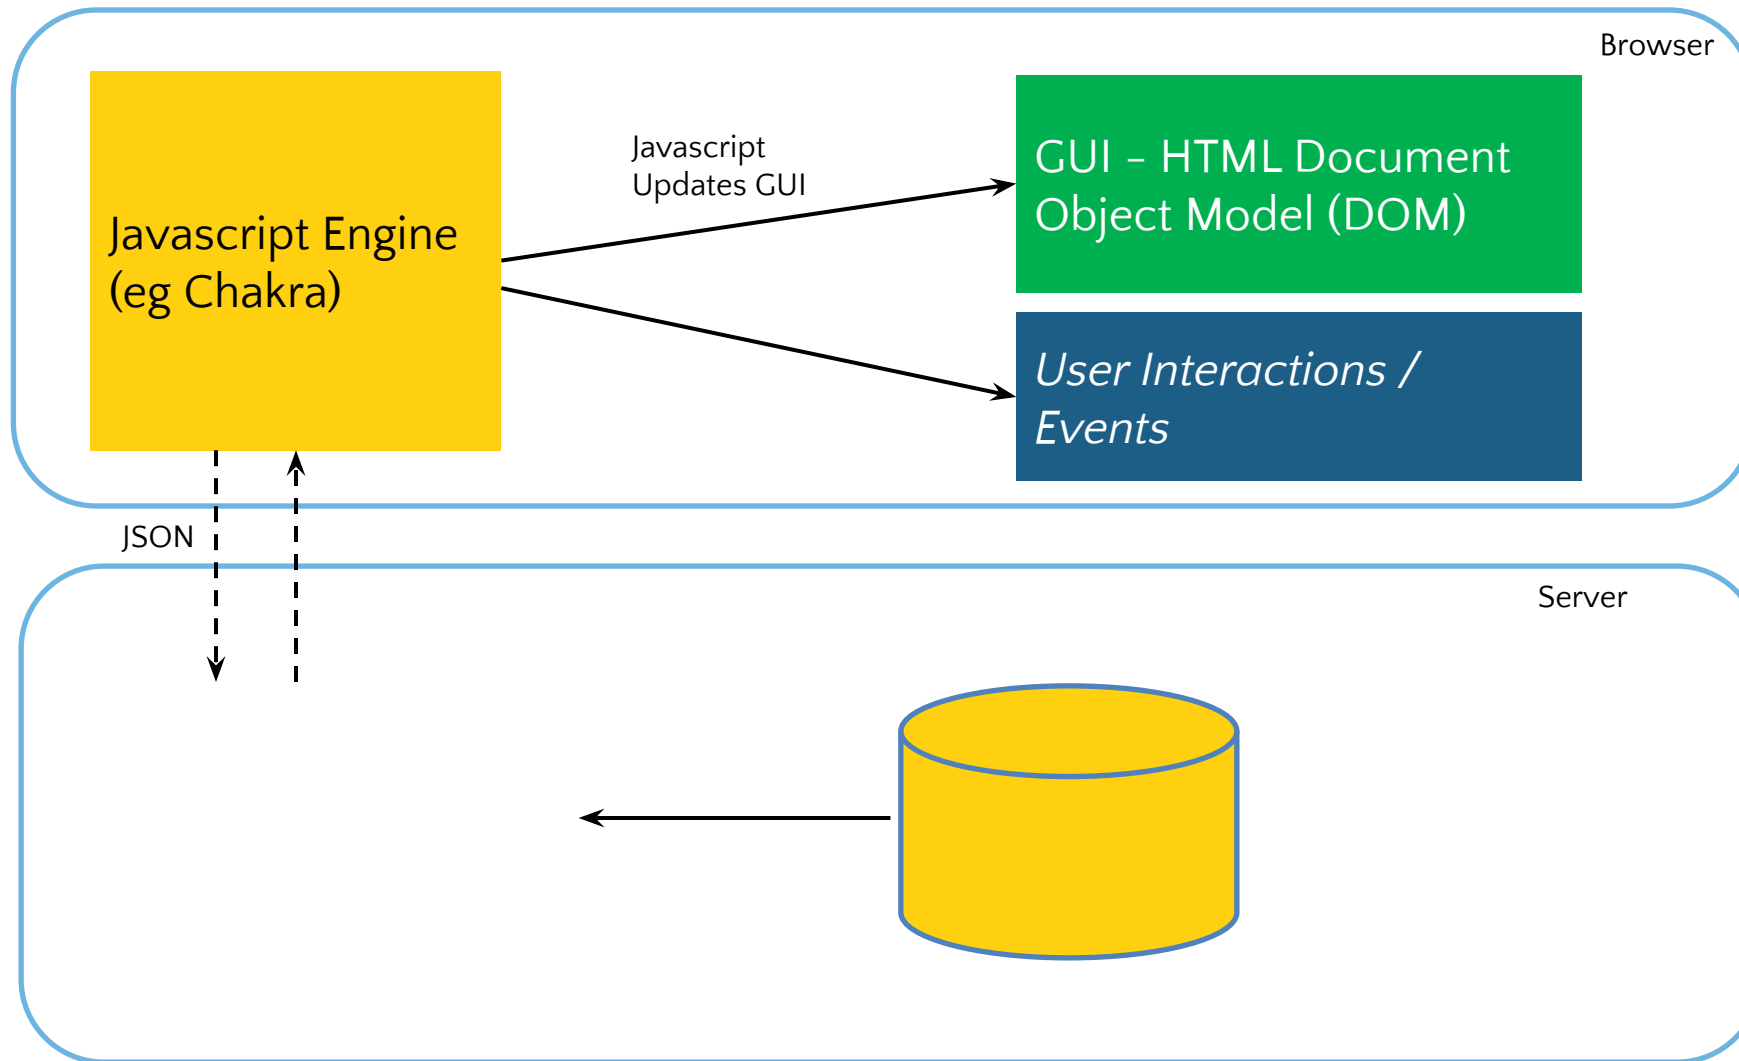 Browser
Javascript Engine
(eg Chakra)
Javascript
Updates GUI
GUI - HTML Document
Object Model (DOM)
User Interactions /
Events
JSON
Server